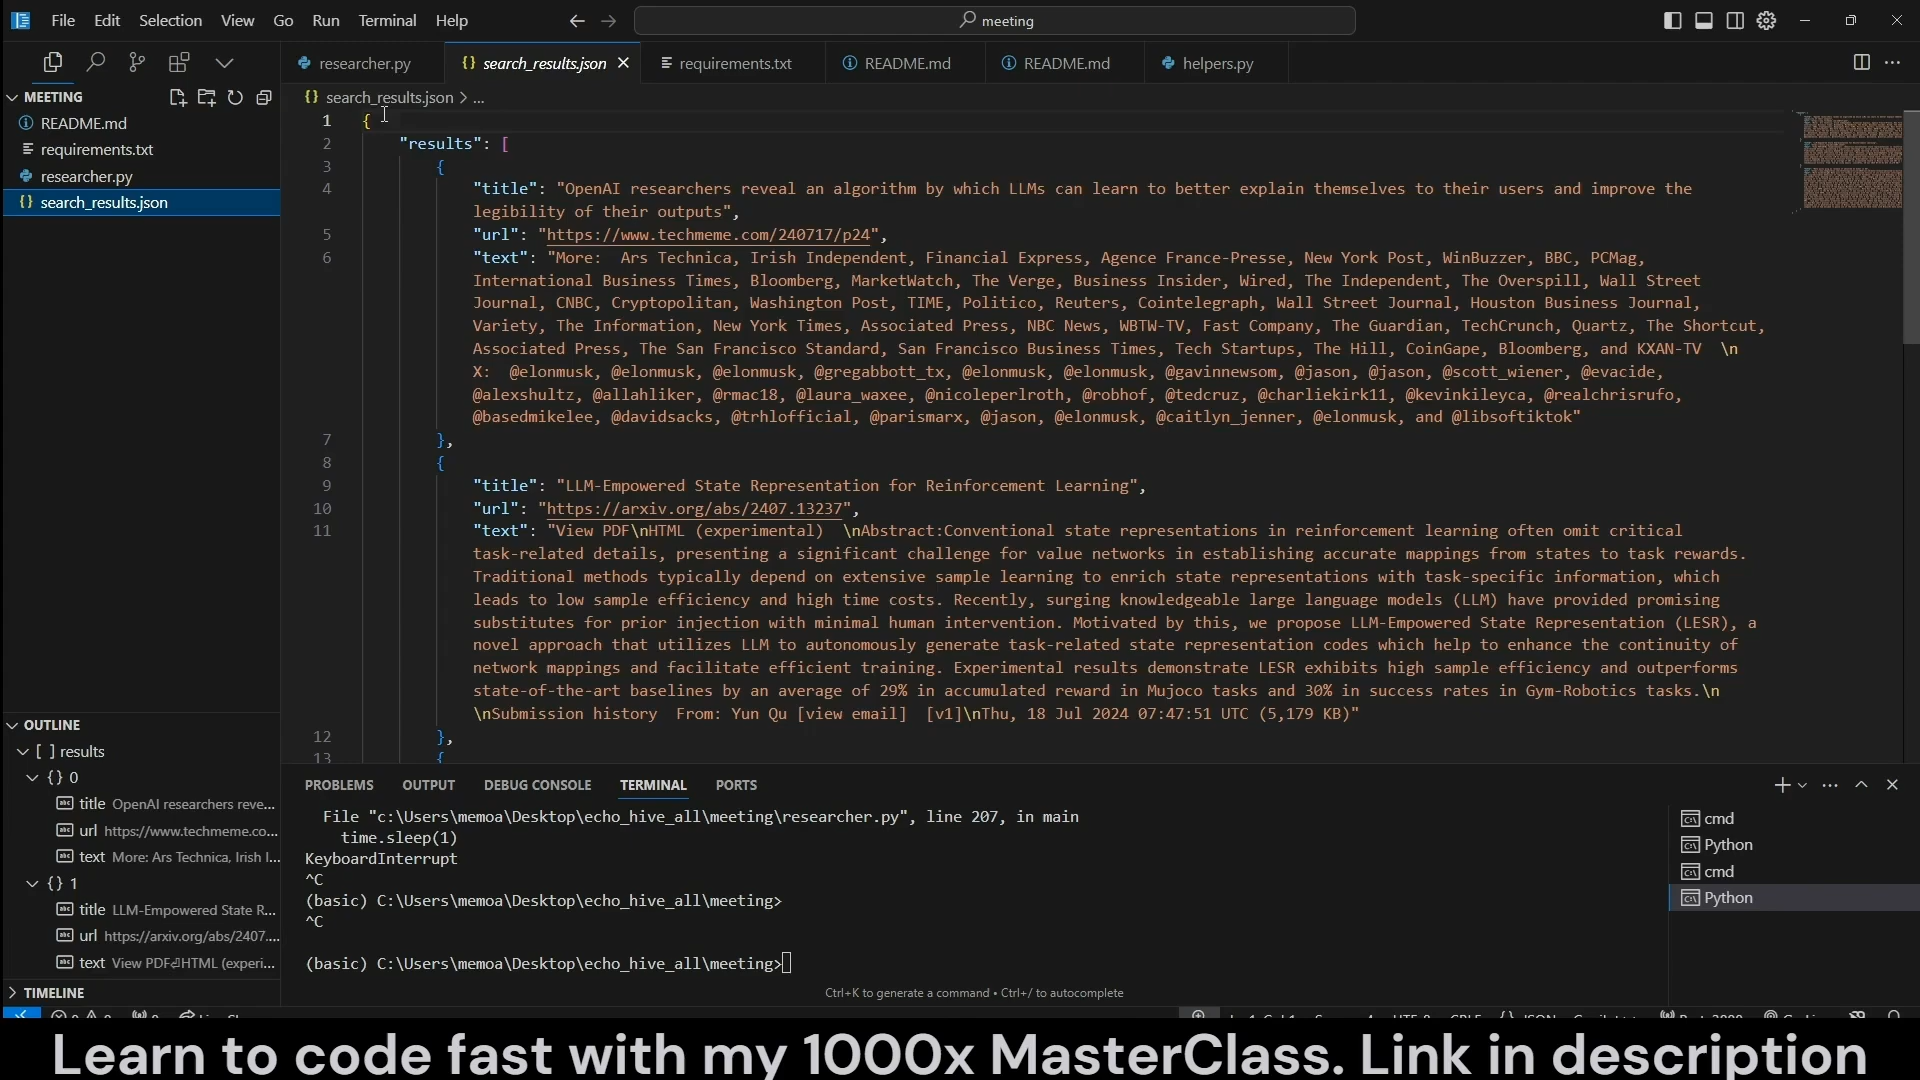 File Edit Selection View Go Run Terminal Help
meeting
researcher.py
search_results.json
requirements.txt
README.md
README.md
helpers.py
MEETING
README.md
requirements.txt
researcher.py
search_results.json
search_results.json > ...
1 {
2 "results": [
3 {
4 "title": "OpenAI researchers reveal an algorithm by which LLMs can learn to better explain themselves to their users and improve the
legibility of their outputs",
5 "url": "https://www.techmeme.com/240717/p24",
6 "text": "More:  Ars Technica, Irish Independent, Financial Express, Agence France-Presse, New York Post, WinBuzzer, BBC, PCMag,
International Business Times, Bloomberg, MarketWatch, The Verge, Business Insider, Wired, The Independent, The Overspill, Wall Street
Journal, CNBC, Cryptopolitan, Washington Post, TIME, Politico, Reuters, Cointelegraph, Wall Street Journal, Houston Business Journal,
Variety, The Information, New York Times, Associated Press, NBC News, WBTW-TV, Fast Company, The Guardian, TechCrunch, Quartz, The Shortcut,
Associated Press, The San Francisco Standard, San Francisco Business Times, Tech Startups, The Hill, CoinGape, Bloomberg, and KXAN-TV  \n
X:  @elonmusk, @elonmusk, @elonmusk, @gregabbott_tx, @elonmusk, @elonmusk, @gavinnewsom, @jason, @jason, @scott_wiener, @evacide,
@alexshultz, @allahliker, @rmac18, @laura_waxee, @nicoleperlroth, @robhof, @tedcruz, @charliekirk11, @kevinkileyca, @realchrisrufo,
@basedmikelee, @davidsacks, @trhlofficial, @parismarx, @jason, @elonmusk, @caitlyn_jenner, @elonmusk, and @libsoftiktok"
7 },
8 {
9 "title": "LLM-Empowered State Representation for Reinforcement Learning",
10 "url": "https://arxiv.org/abs/2407.13237",
11 "text": "View PDF\nHTML (experimental)  \nAbstract:Conventional state representations in reinforcement learning often omit critical
task-related details, presenting a significant challenge for value networks in establishing accurate mappings from states to task rewards.
Traditional methods typically depend on extensive sample learning to enrich state representations with task-specific information, which
leads to low sample efficiency and high time costs. Recently, surging knowledgeable large language models (LLM) have provided promising
substitutes for prior injection with minimal human intervention. Motivated by this, we propose LLM-Empowered State Representation (LESR), a
novel approach that utilizes LLM to autonomously generate task-related state representation codes which help to enhance the continuity of
network mappings and facilitate efficient training. Experimental results demonstrate LESR exhibits high sample efficiency and outperforms
state-of-the-art baselines by an average of 29% in accumulated reward in Mujoco tasks and 30% in success rates in Gym-Robotics tasks.\n
\nSubmission history  From: Yun Qu [view email]  [v1]\nThu, 18 Jul 2024 07:47:51 UTC (5,179 KB)"
12 },
13 {
OUTLINE
[ ] results
{} 0
title OpenAI researchers reve...
url https://www.techmeme.co...
text More: Ars Technica, Irish I...
{} 1
title LLM-Empowered State R...
url https://arxiv.org/abs/2407....
text View PDF⏎HTML (experi...
TIMELINE
PROBLEMS OUTPUT DEBUG CONSOLE TERMINAL PORTS
File "c:\Users\memoa\Desktop\echo_hive_all\meeting\researcher.py", line 207, in main
time.sleep(1)
KeyboardInterrupt
^C
(basic) C:\Users\memoa\Desktop\echo_hive_all\meeting>
^C
(basic) C:\Users\memoa\Desktop\echo_hive_all\meeting>
Ctrl+K to generate a command • Ctrl+/ to autocomplete
cmd
Python
cmd
Python
Learn to code fast with my 1000x MasterClass. Link in description